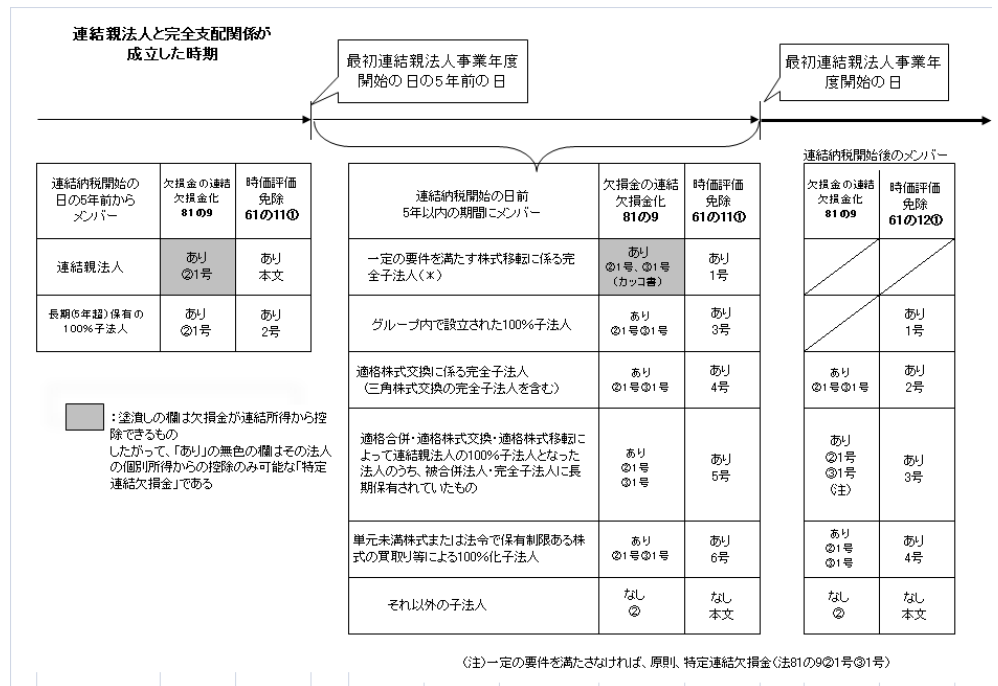 連結親法人と完全支配関係が
成立した時期
最初連結親法人事業年度
開始の日の5年前の日
最初連結親法人事業年
度開始の日
連結納税開始の
日の5年前から
メンバー
欠損金の連結
欠損金化
81の9
時価評価
免除
61の11①
連結親法人
あり
②1号
あり
本文
長期(5年超)保有の
100%子法人
あり
②1号
あり
2号
:塗潰しの欄は欠損金が連結所得から控
除できるもの
したがって、「あり」の無色の欄はその法人
の個別所得からの控除のみ可能な「特定
連結欠損金」である
連結納税開始の日前
5年以内の期間にメンバー
欠損金の連結
欠損金化
81の9
時価評価
免除
61の11①
一定の要件を満たす株式移転に係る完
全子法人(*)
あり
②1号、③1号
(カッコ書)
あり
1号
グループ内で設立された100%子法人
あり
②1号③1号
あり
3号
適格株式交換に係る完全子法人
(三角株式交換の完全子法人を含む)
あり
②1号③1号
あり
4号
適格合併・適格株式交換・適格株式移転に
よって連結親法人の100%子法人となった
法人のうち、被合併法人・完全子法人に長
期保有されていたもの
あり
②1号
③1号
あり
5号
単元未満株式または法令で保有制限ある株
式の買取り等による100%化子法人
あり
②1号③1号
あり
6号
それ以外の子法人
なし
②
なし
本文
連結納税開始後のメンバー
欠損金の連結
欠損金化
81の9
時価評価
免除
61の12①
あり
1号
あり
②1号③1号
あり
2号
あり
②1号
③1号
(注)
あり
3号
あり
②1号
③1号
あり
4号
なし
②
なし
本文
(注)一定の要件を満たさなければ、原則、特定連結欠損金(法81の9②1号③1号)